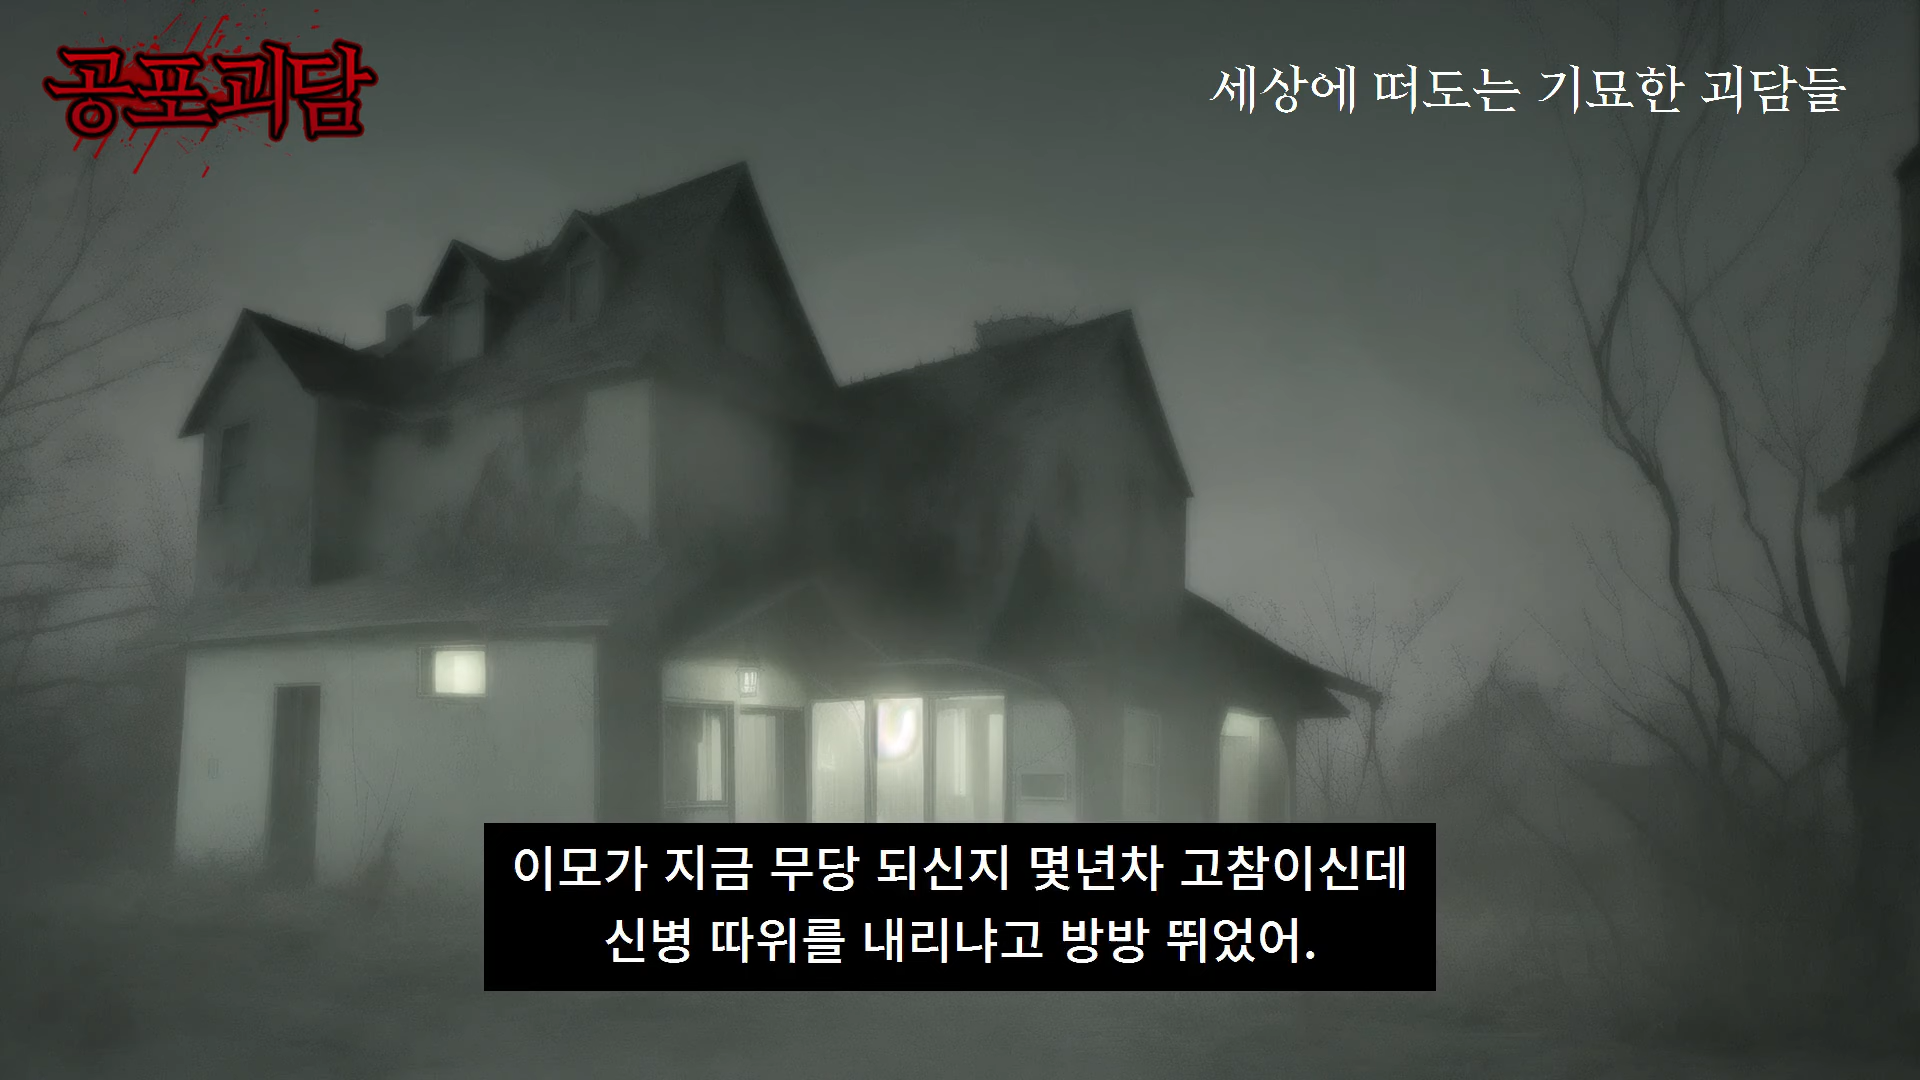 공포괴담
세상에 떠도는 기묘한 괴담들
이모가 지금 무당 되신지 몇년차 고참이신데
신병 따위를 내리냐고 방방 뛰었어.